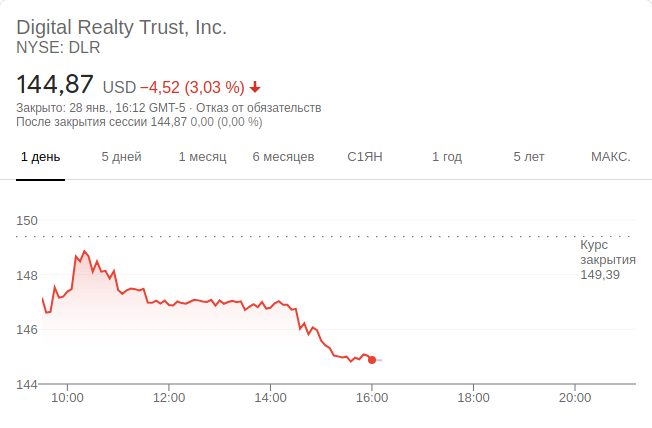 Digital Realty Trust, Inc.
NYSE: DLR
144,87 USD −4,52 (3,03 %)
Закрыто: 28 янв., 16:12 GMT-5 · Отказ от обязательств
После закрытия сессии 144,87 0,00 (0,00 %)
1 день 5 дней 1 месяц 6 месяцев С1ЯН 1 год 5 лет МАКС.
150
Курс
закрытия
149,39
148
146
144
10:00 12:00 14:00 16:00 18:00 20:00